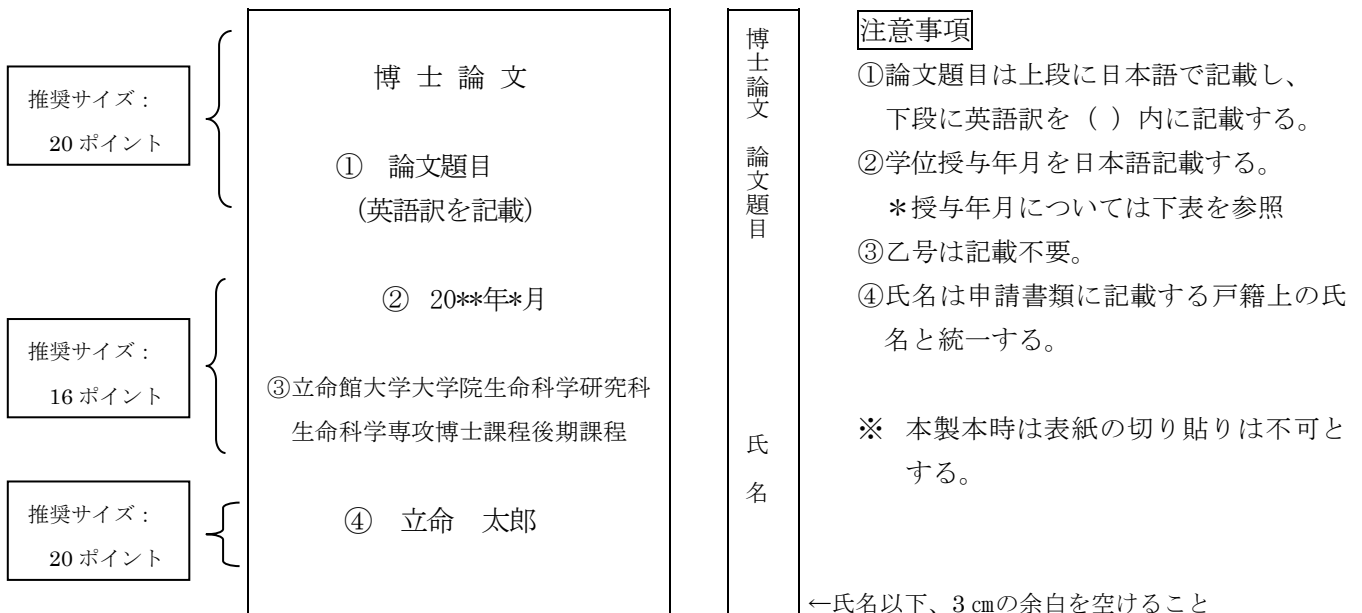 推奨サイズ：
20 ポイント
博 士 論 文
① 論文題目
(英語訳を記載)
推奨サイズ：
16 ポイント
② 20**年*月
③立命館大学大学院生命科学研究科
生命科学専攻博士課程後期課程
推奨サイズ：
20 ポイント
④ 立命 太郎
博士論文 論文題目 氏 名
注意事項
①論文題目は上段に日本語で記載し、
下段に英語訳を（ ）内に記載する。
②学位授与年月を日本語記載する。
＊授与年月については下表を参照
③乙号は記載不要。
④氏名は申請書類に記載する戸籍上の氏
名と統一する。
※ 本製本時は表紙の切り貼りは不可と
する。
←氏名以下、3 ㎝の余白を空けること